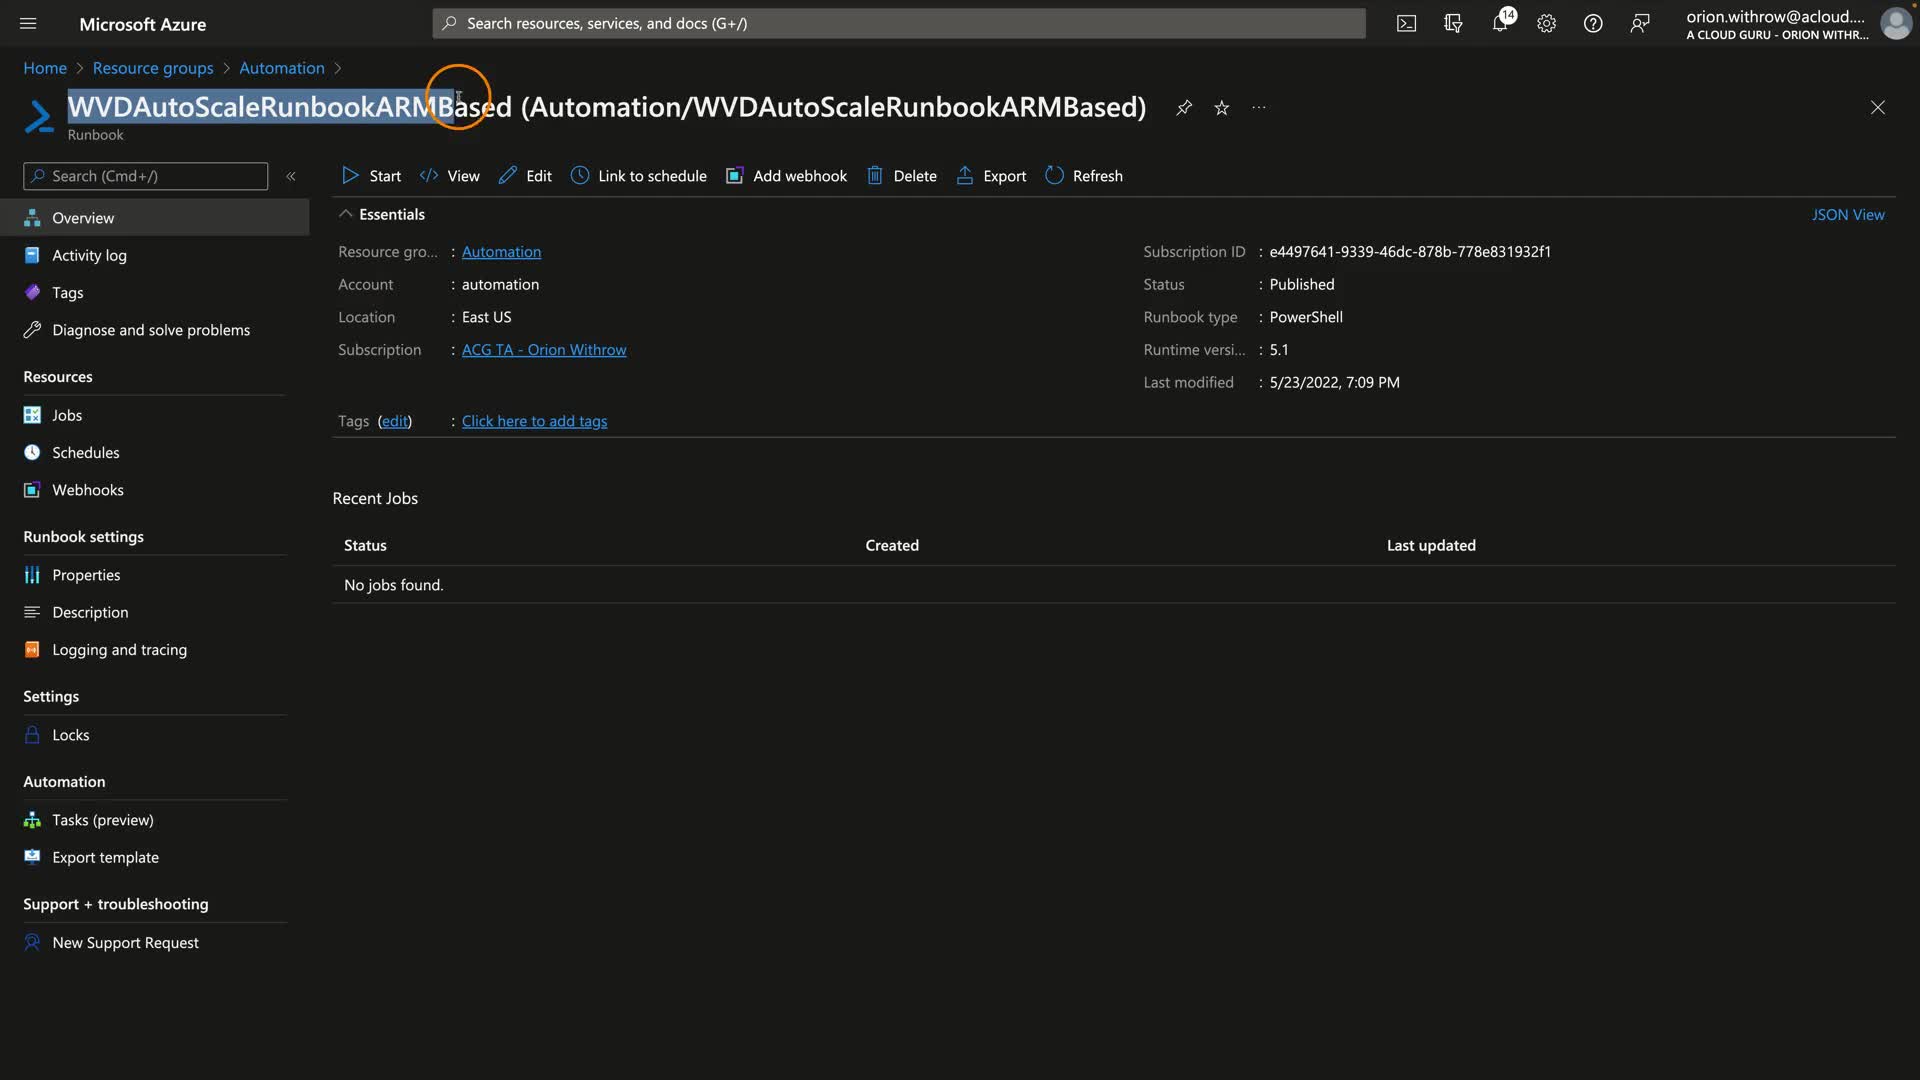 Microsoft Azure
Search resources, services, and docs (G+/)
14
orion.withrow@acloud....
A CLOUD GURU - ORION WITHR...
Home > Resource groups > Automation >
WVDAutoScaleRunbookARMBased (Automation/WVDAutoScaleRunbookARMBased)
...
Runbook
Search (Cmd+/)
«
Start
View
Edit
Link to schedule
Add webhook
Delete
Export
Refresh
Overview
Activity log
Tags
Diagnose and solve problems
Resources
Jobs
Schedules
Webhooks
Runbook settings
Properties
Description
Logging and tracing
Settings
Locks
Automation
Tasks (preview)
Export template
Support + troubleshooting
New Support Request
Essentials
JSON View
Resource gro... : Automation
Account : automation
Location : East US
Subscription : ACG TA - Orion Withrow
Subscription ID : e4497641-9339-46dc-878b-778e831932f1
Status : Published
Runbook type : PowerShell
Runtime versi... : 5.1
Last modified : 5/23/2022, 7:09 PM
Tags (edit) : Click here to add tags
Recent Jobs
Status Created Last updated
No jobs found.